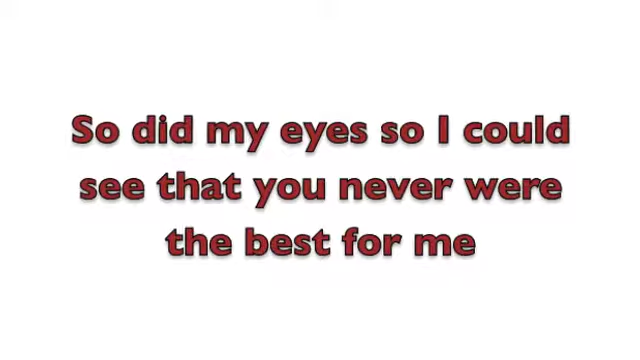 So did my eyes so I could
see that you never were
the best for me